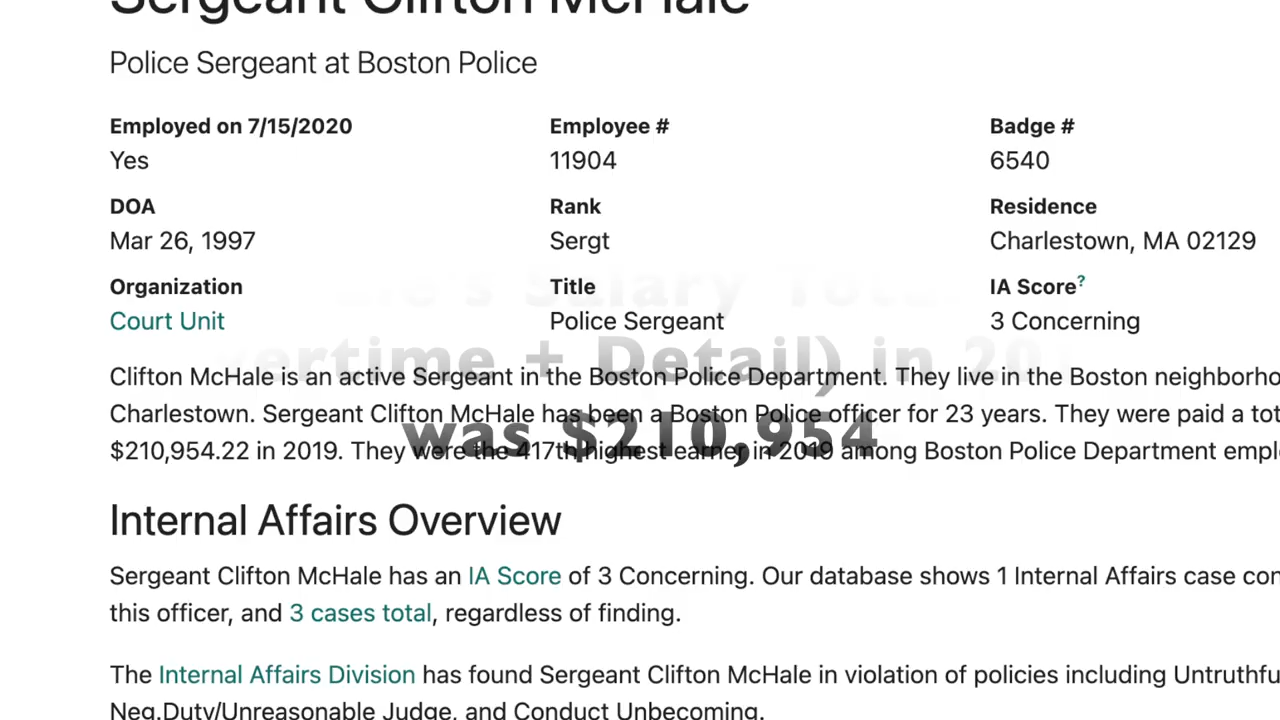 Sergeant Clifton McHale
Police Sergeant at Boston Police
Employed on 7/15/2020 Employee # Badge #
Yes 11904 6540
DOA Rank Residence
Mar 26, 1997 Sergt Charlestown, MA 02129
Organization Title IA Score?
Court Unit Police Sergeant 3 Concerning
Salary
+ Detail) in
was $210,954
Clifton McHale is an active Sergeant in the Boston Police Department. They live in the Boston
Charlestown. Sergeant Clifton McHale has been a Boston Police officer for 23 years. They were paid a
$210,954.22 in 2019. They were the 417th highest earner in 2019 among Boston Police Department
Internal Affairs Overview
Sergeant Clifton McHale has an IA Score of 3 Concerning. Our database shows 1 Internal Affairs case
this officer, and 3 cases total, regardless of finding.
The Internal Affairs Division has found Sergeant Clifton McHale in violation of policies including
Neg.Duty/Unreasonable Judge, and Conduct Unbecoming.